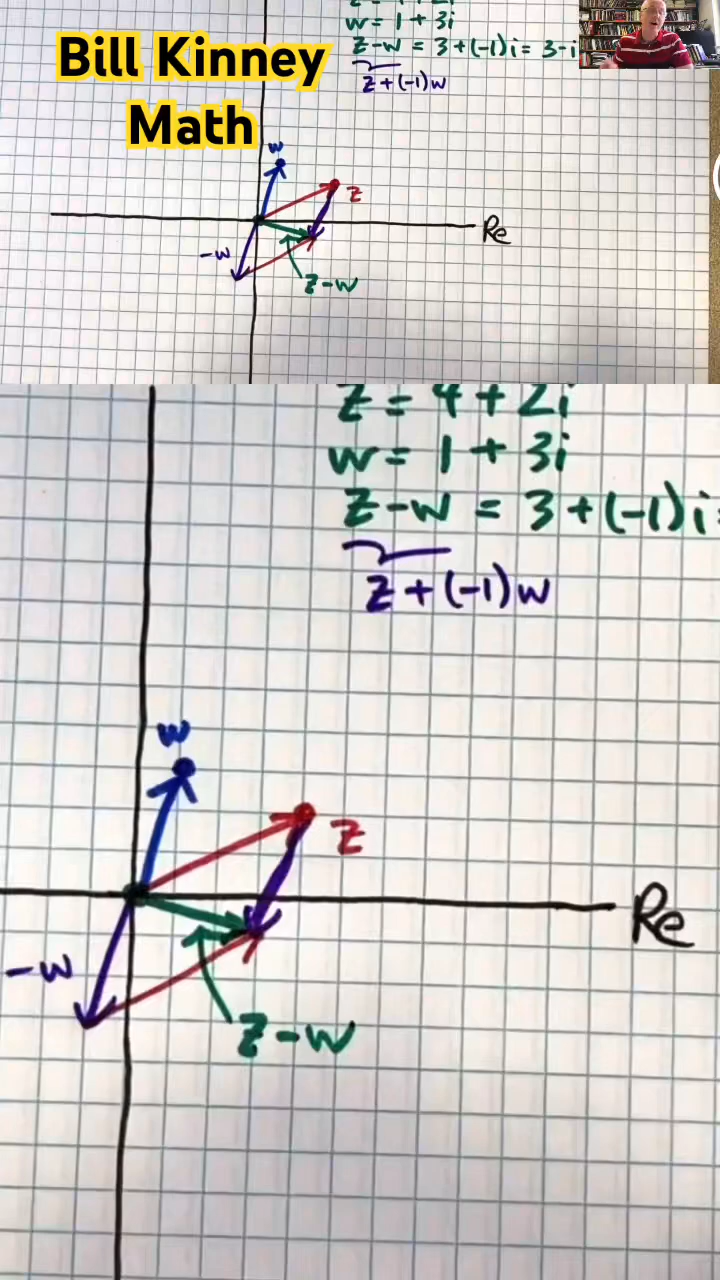 w = 1 + 3i
z-w = 3+(-1)i = 3-i
z+(-1)w
Bill Kinney
Math
w
z
Re
-w
z-w
z = 4 + 2i
w = 1 + 3i
z-w = 3+(-1)i =
z+(-1)w
w
z
Re
-w
z-w